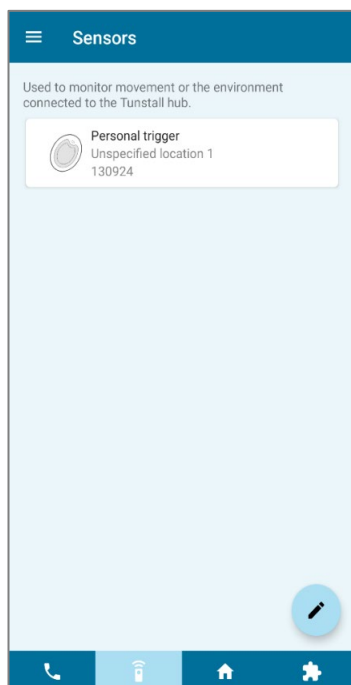 Sensors
Used to monitor movement or the environment
connected to the Tunstall hub.
Personal trigger
Unspecified location 1
130924